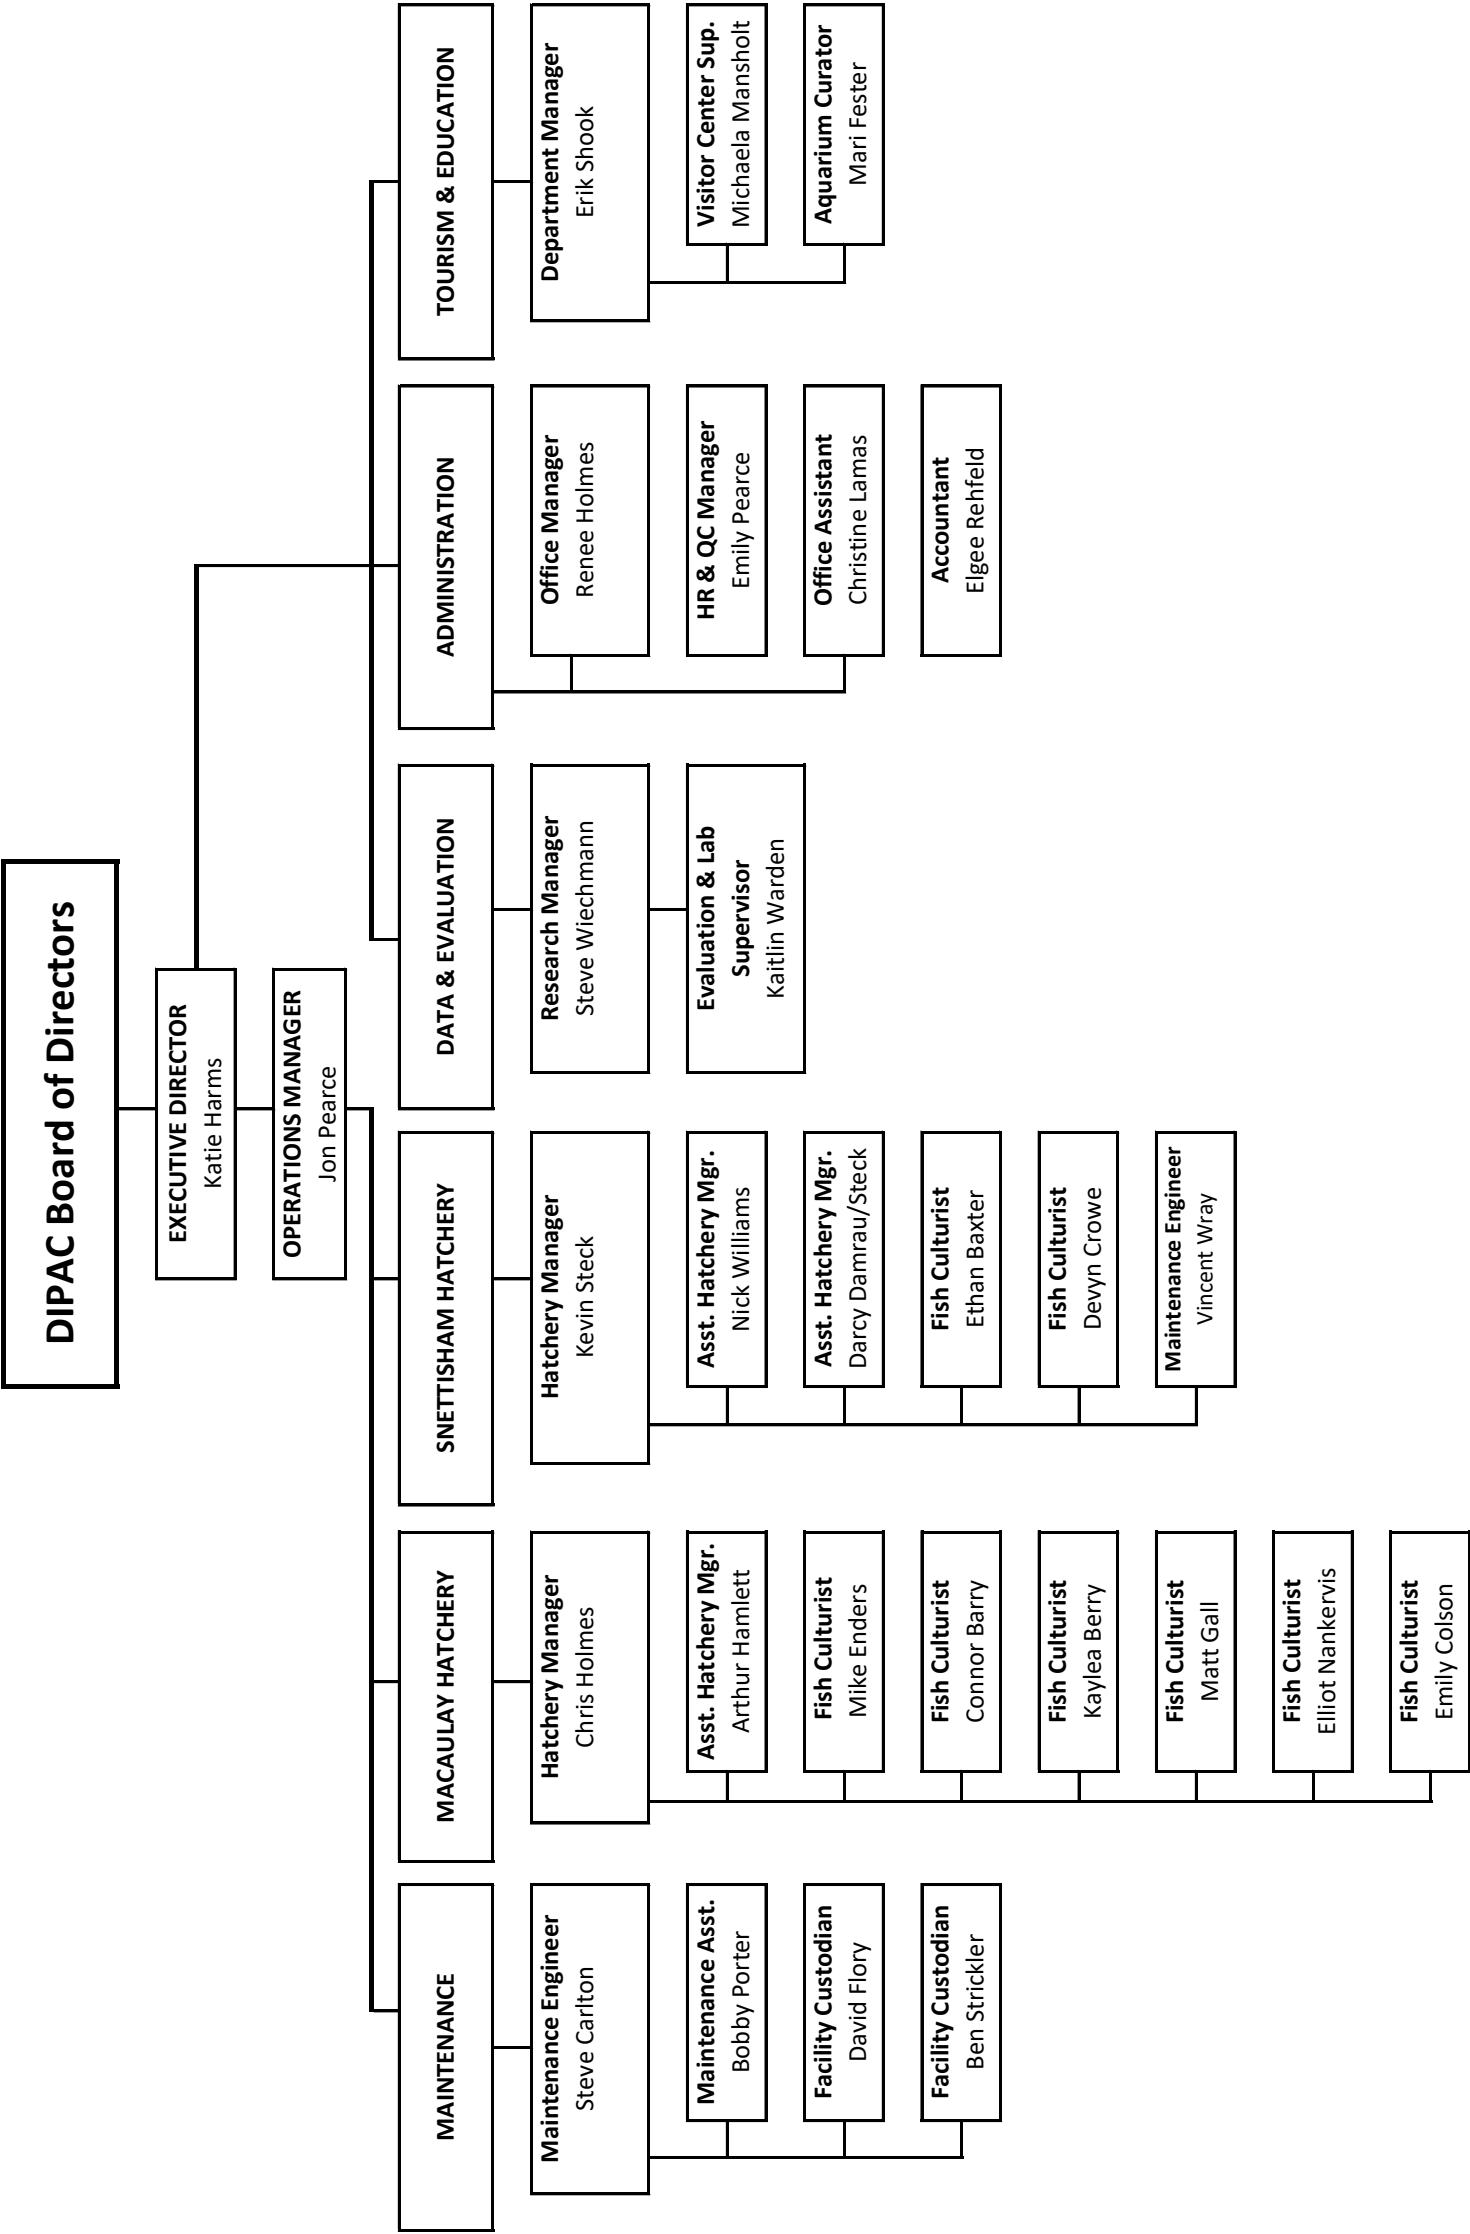 DIPAC Board of Directors
EXECUTIVE DIRECTOR
Katie Harms
OPERATIONS MANAGER
Jon Pearce
MAINTENANCE
Maintenance Engineer
Steve Carlton
Maintenance Asst.
Bobby Porter
Facility Custodian
David Flory
Facility Custodian
Ben Strickler
MACAULAY HATCHERY
Hatchery Manager
Chris Holmes
Asst. Hatchery Mgr.
Arthur Hamlett
Fish Culturist
Mike Enders
Fish Culturist
Connor Barry
Fish Culturist
Kaylea Berry
Fish Culturist
Matt Gall
Fish Culturist
Elliot Nankervis
Fish Culturist
Emily Colson
SNETTISHAM HATCHERY
Hatchery Manager
Kevin Steck
Asst. Hatchery Mgr.
Nick Williams
Asst. Hatchery Mgr.
Darcy Damrau/Steck
Fish Culturist
Ethan Baxter
Fish Culturist
Devyn Crowe
Maintenance Engineer
Vincent Wray
DATA & EVALUATION
Research Manager
Steve Wiechmann
Evaluation & Lab
Supervisor
Kaitlin Warden
ADMINISTRATION
Office Manager
Renee Holmes
HR & QC Manager
Emily Pearce
Office Assistant
Christine Lamas
Accountant
Elgee Rehfeld
TOURISM & EDUCATION
Department Manager
Erik Shook
Visitor Center Sup.
Michaela Mansholt
Aquarium Curator
Mari Fester